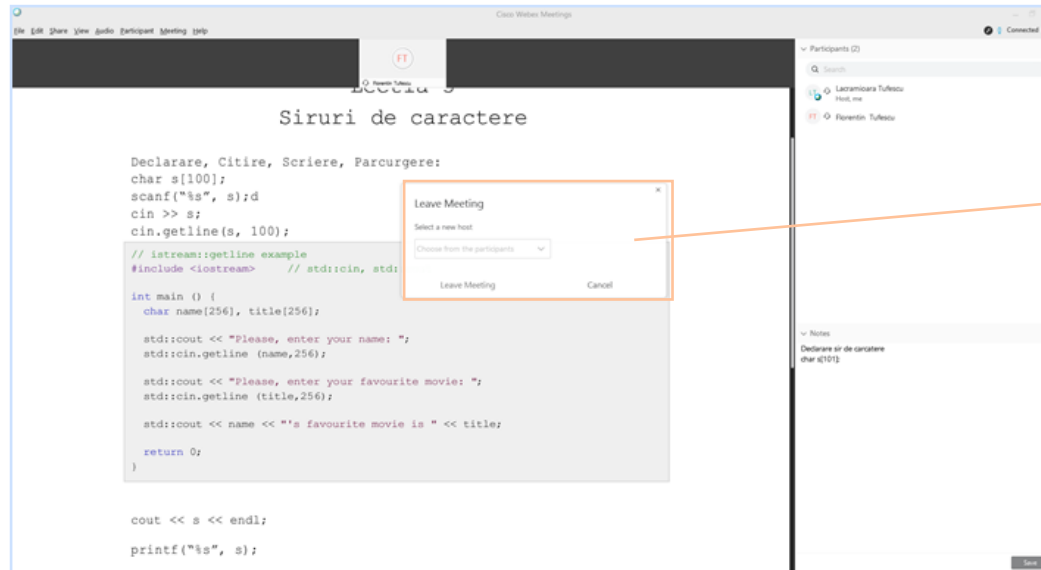 Cisco Webex Meetings
File Edit Share View Audio Participant Meeting Help
Connected
FT
Florentin Tufescu
Siruri de caractere
Declarare, Citire, Scriere, Parcurgere:
char s[100];
scanf("%s", s);d
cin >> s;
cin.getline(s, 100);
// istream::getline example
#include <iostream> // std::cin, std:
int main () {
char name[256], title[256];
std::cout << "Please, enter your name: ";
std::cin.getline (name,256);
std::cout << "Please, enter your favourite movie: ";
std::cin.getline (title,256);
std::cout << name << "'s favourite movie is " << title;
return 0;
}
cout << s << endl;
printf("%s", s);
Leave Meeting
Select a new host
Choose from the participants
Leave Meeting Cancel
Participants (2)
Search
LT Lacramioara Tufescu
Host, me
FT Florentin Tufescu
Notes
Declarare sir de carcatere
char s[101];
Save